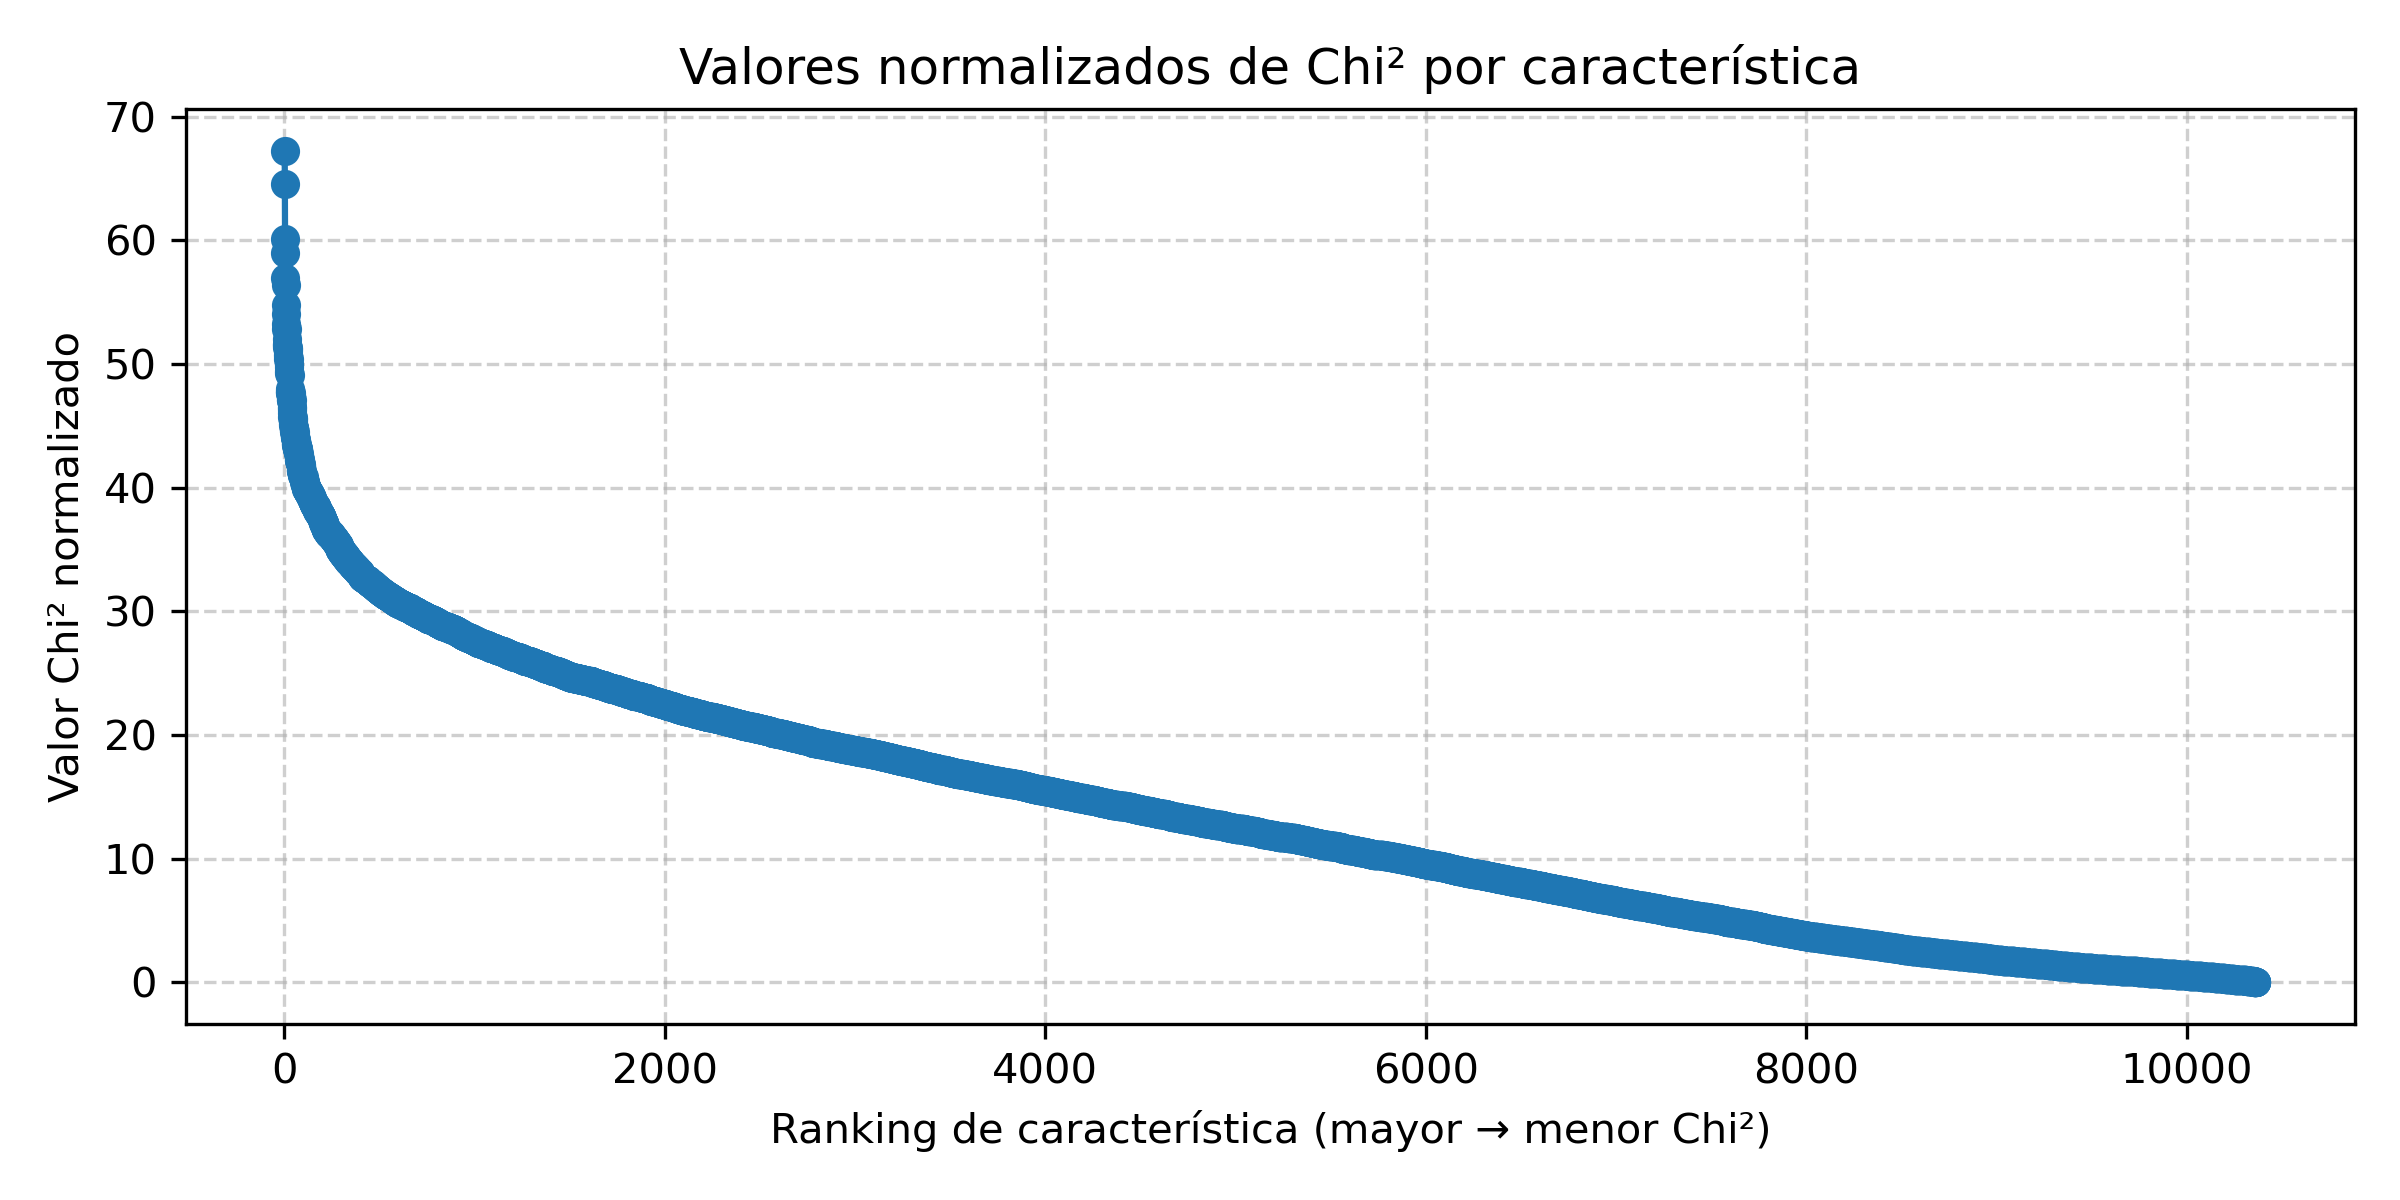 Valores normalizados de Chi² por característica
70
60
50
40
30
20
10
0
Valor Chi² normalizado
0 2000 4000 6000 8000 10000
Ranking de característica (mayor → menor Chi²)